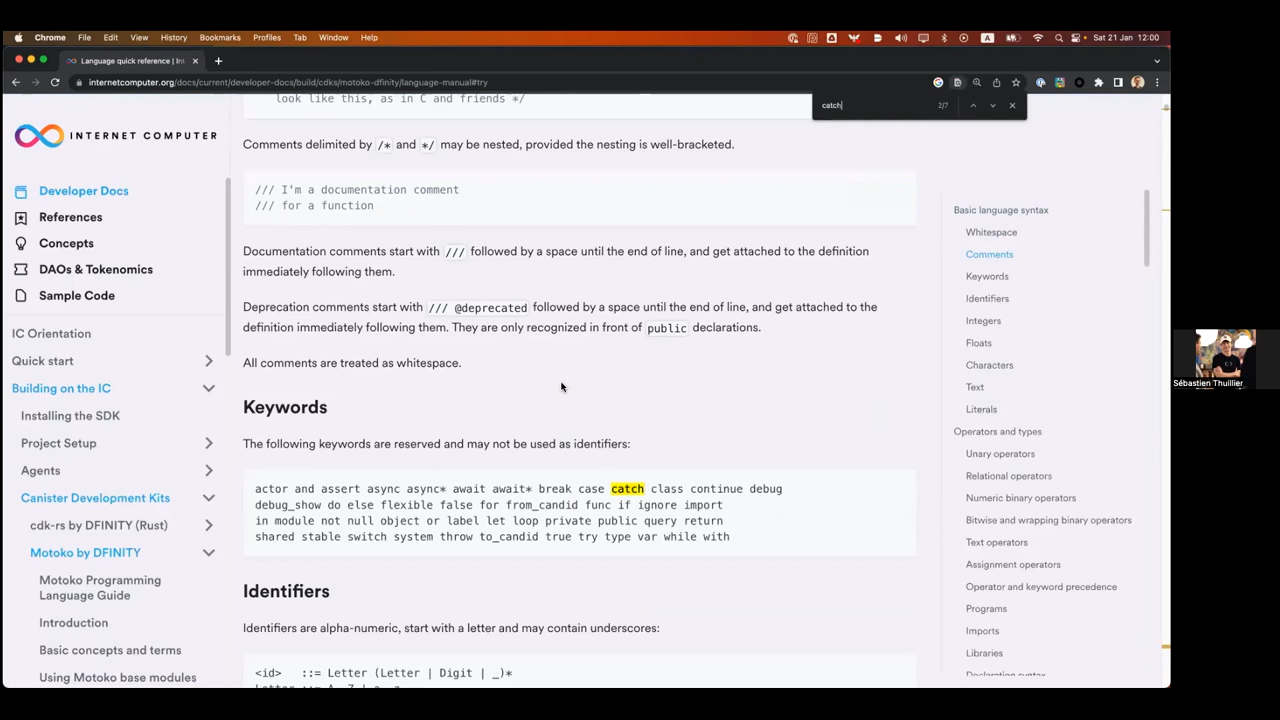 Chrome File Edit View History Bookmarks Profiles Tab Window Help
A
Sat 21 Jan 12:00
Language quick reference | Int
internetcomputer.org/docs/current/developer-docs/build/cdks/motoko-dfinity/language-manual#try
catch
2/7
INTERNET COMPUTER
Developer Docs
References
Concepts
DAOs & Tokenomics
Sample Code
IC Orientation
Quick start
Building on the IC
Installing the SDK
Project Setup
Agents
Canister Development Kits
cdk-rs by DFINITY (Rust)
Motoko by DFINITY
Motoko Programming
Language Guide
Introduction
Basic concepts and terms
Using Motoko base modules
look like this, as in C and friends */
Comments delimited by /* and */ may be nested, provided the nesting is well-bracketed.
/// I'm a documentation comment
/// for a function
Documentation comments start with /// followed by a space until the end of line, and get attached to the definition
immediately following them.
Deprecation comments start with /// @deprecated followed by a space until the end of line, and get attached to the
definition immediately following them. They are only recognized in front of public declarations.
All comments are treated as whitespace.
Keywords
The following keywords are reserved and may not be used as identifiers:
actor and assert async async* await await* break case catch class continue debug
debug_show do else flexible false for from_candid func if ignore import
in module not null object or label let loop private public query return
shared stable switch system throw to_candid true try type var while with
Identifiers
Identifiers are alpha-numeric, start with a letter and may contain underscores:
<id> ::= Letter (Letter | Digit | _)*
Basic language syntax
Whitespace
Comments
Keywords
Identifiers
Integers
Floats
Characters
Text
Literals
Operators and types
Unary operators
Relational operators
Numeric binary operators
Bitwise and wrapping binary operators
Text operators
Assignment operators
Operator and keyword precedence
Programs
Imports
Libraries
Declaration syntax
Sébastien Thuillier